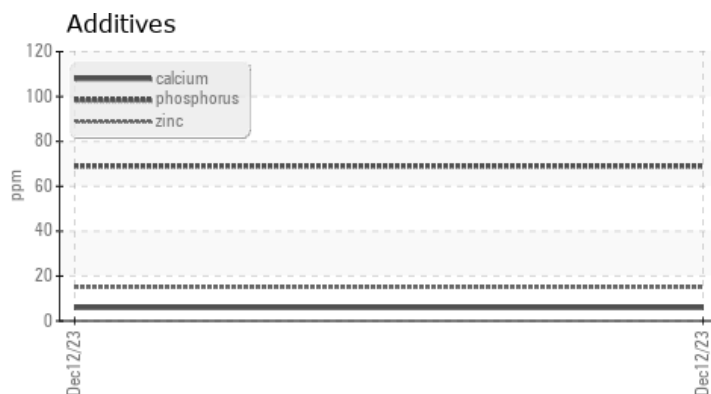 Additives
120
100
80
60
40
20
0
ppm
calcium
phosphorus
zinc
Dec12/23
Dec12/23